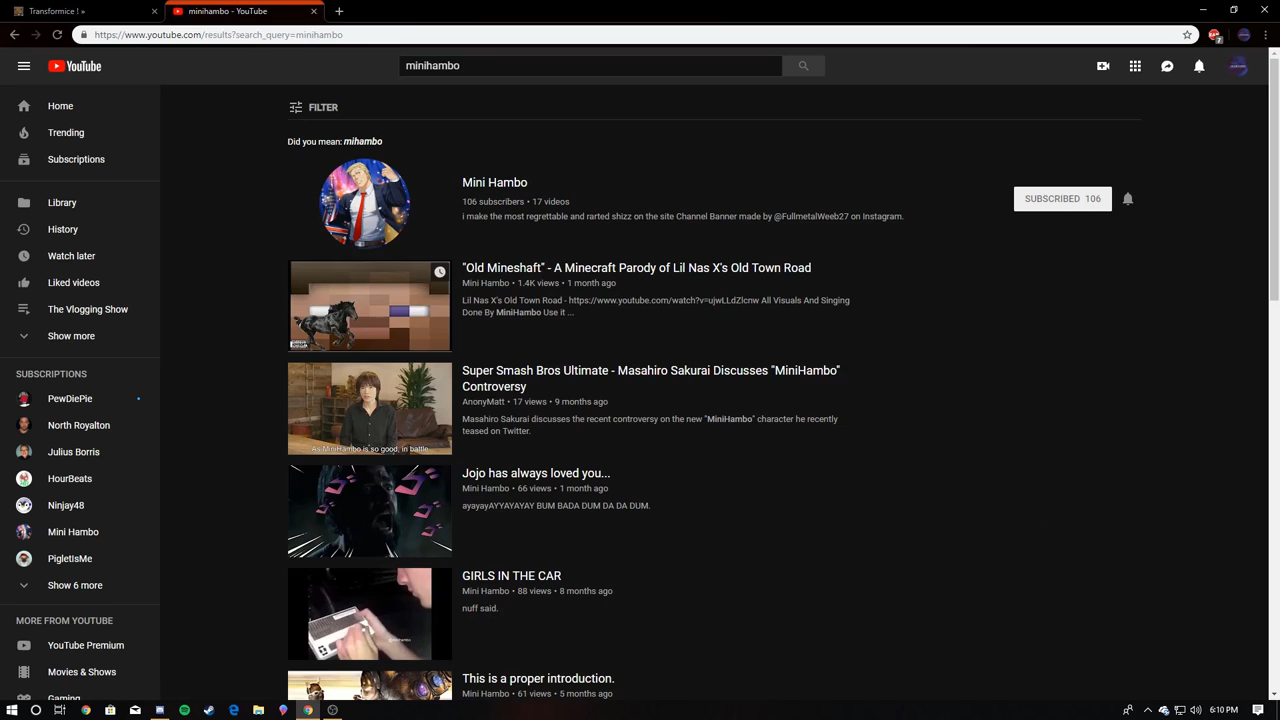 Transformice ! »
minihambo - YouTube
https://www.youtube.com/results?search_query=minihambo
7
YouTube
minihambo
Home
Trending
Subscriptions
Library
History
Watch later
Liked videos
The Vlogging Show
Show more
SUBSCRIPTIONS
PewDiePie
North Royalton
Julius Borris
HourBeats
Ninjay48
Mini Hambo
PigletIsMe
Show 6 more
MORE FROM YOUTUBE
YouTube Premium
Movies & Shows
Gaming
FILTER
Did you mean: mihambo
Mini Hambo
106 subscribers • 17 videos
i make the most regrettable and rarted shizz on the site Channel Banner made by @FullmetalWeeb27 on Instagram.
SUBSCRIBED 106
"Old Mineshaft" - A Minecraft Parody of Lil Nas X's Old Town Road
Mini Hambo • 1.4K views • 1 month ago
Lil Nas X's Old Town Road - https://www.youtube.com/watch?v=ujwLLdZlcnw All Visuals And Singing
Done By MiniHambo Use it ...
As MiniHambo is so good, in battle
Super Smash Bros Ultimate - Masahiro Sakurai Discusses "MiniHambo"
Controversy
AnonyMatt • 17 views • 9 months ago
Masahiro Sakurai discusses the recent controversy on the new "MiniHambo" character he recently
teased on Twitter.
Jojo has always loved you...
Mini Hambo • 66 views • 1 month ago
ayayayAYYAYAYAY BUM BADA DUM DA DA DUM.
GIRLS IN THE CAR
Mini Hambo • 88 views • 8 months ago
nuff said.
This is a proper introduction.
Mini Hambo • 61 views • 5 months ago
6:10 PM